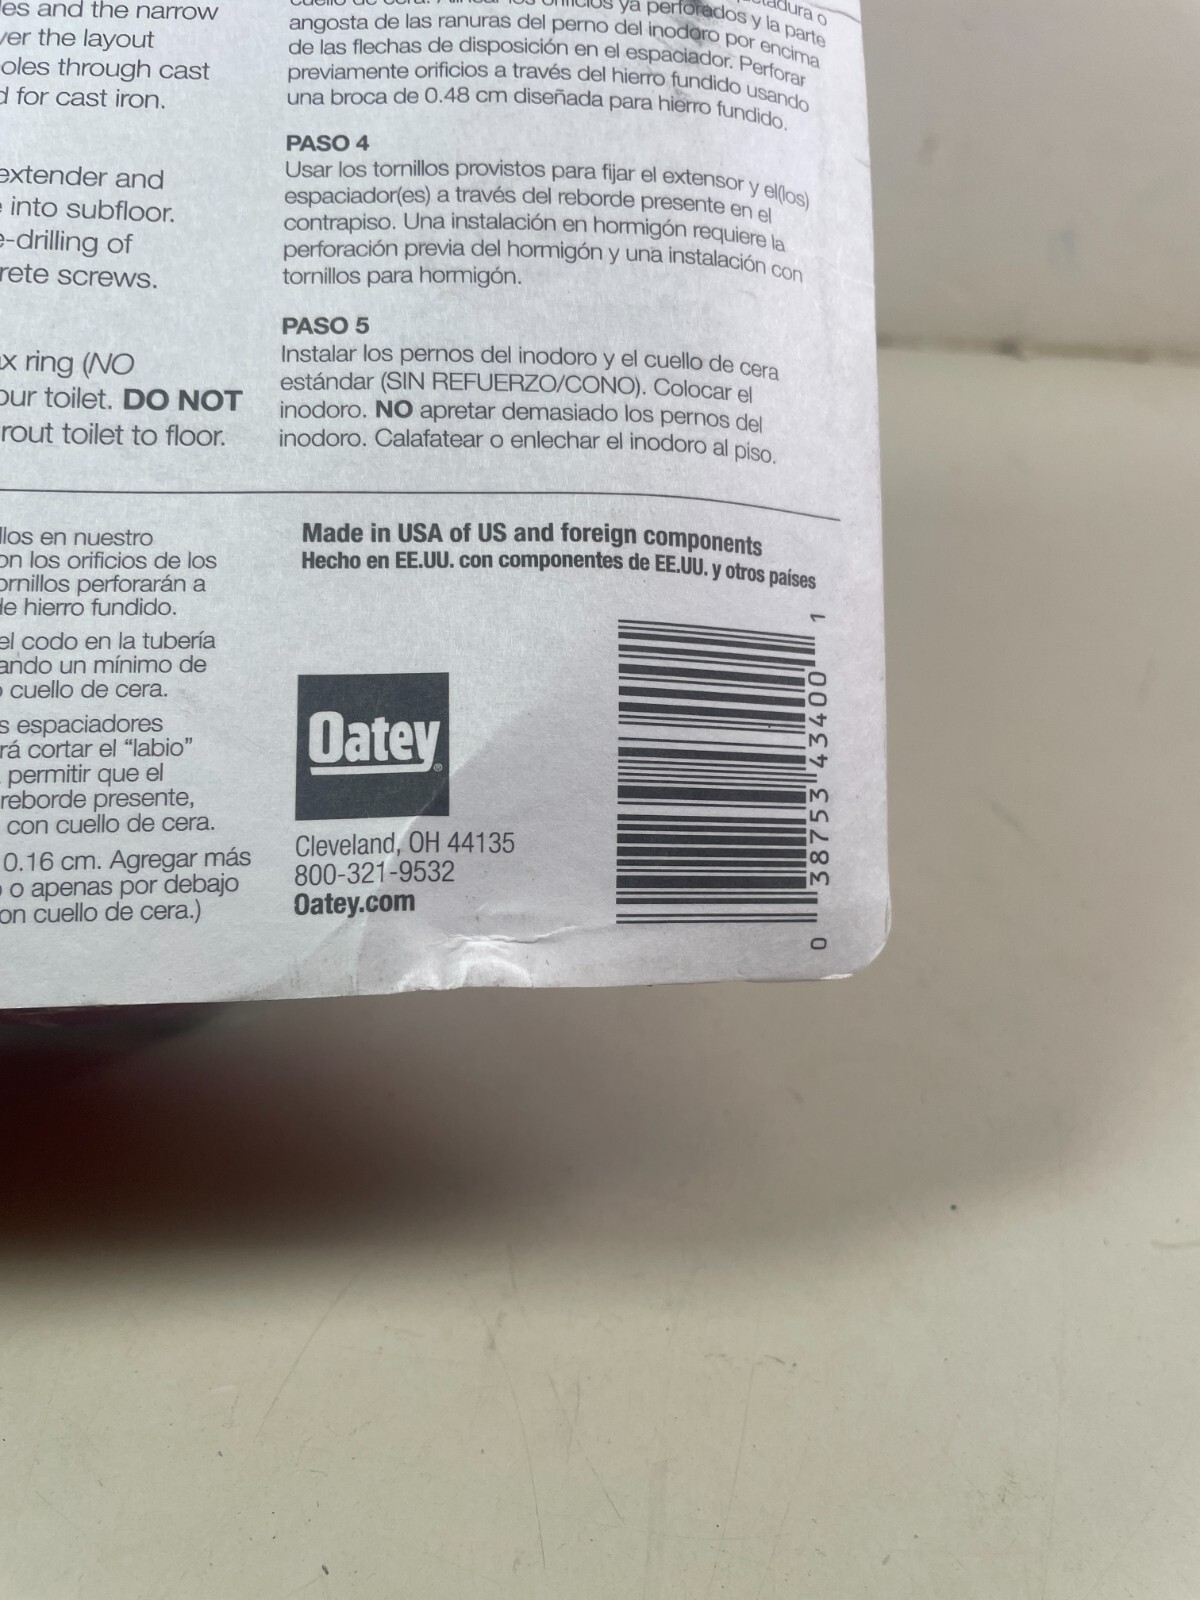 es and the narrow
ver the layout
oles through cast
d for cast iron.
extender and
into subfloor.
e-drilling of
rete screws.
x ring (NO
our toilet. DO NOT
rout toilet to floor.
ya perforados y la parte
angosta de las ranuras del perno del inodoro por encima
de las flechas de disposición en el espaciador. Perforar
previamente orificios a través del hierro fundido usando
una broca de 0.48 cm diseñada para hierro fundido.
PASO 4
Usar los tornillos provistos para fijar el extensor y el(los)
espaciador(es) a través del reborde presente en el
contrapiso. Una instalación en hormigón requiere la
perforación previa del hormigón y una instalación con
tornillos para hormigón.
PASO 5
Instalar los pernos del inodoro y el cuello de cera
estándar (SIN REFUERZO/CONO). Colocar el
inodoro. NO apretar demasiado los pernos del
inodoro. Calafatear o enlechar el inodoro al piso.
llos en nuestro
on los orificios de los
ornillos perforarán a
de hierro fundido.
el codo en la tubería
ando un mínimo de
cuello de cera.
s espaciadores
rá cortar el “labio”
permitir que el
reborde presente,
con cuello de cera.
0.16 cm. Agregar más
o apenas por debajo
on cuello de cera.)
Made in USA of US and foreign components
Hecho en EE.UU. con componentes de EE.UU. y otros países
Oatey®
Cleveland, OH 44135
800-321-9532
Oatey.com
0 38753 43400 1